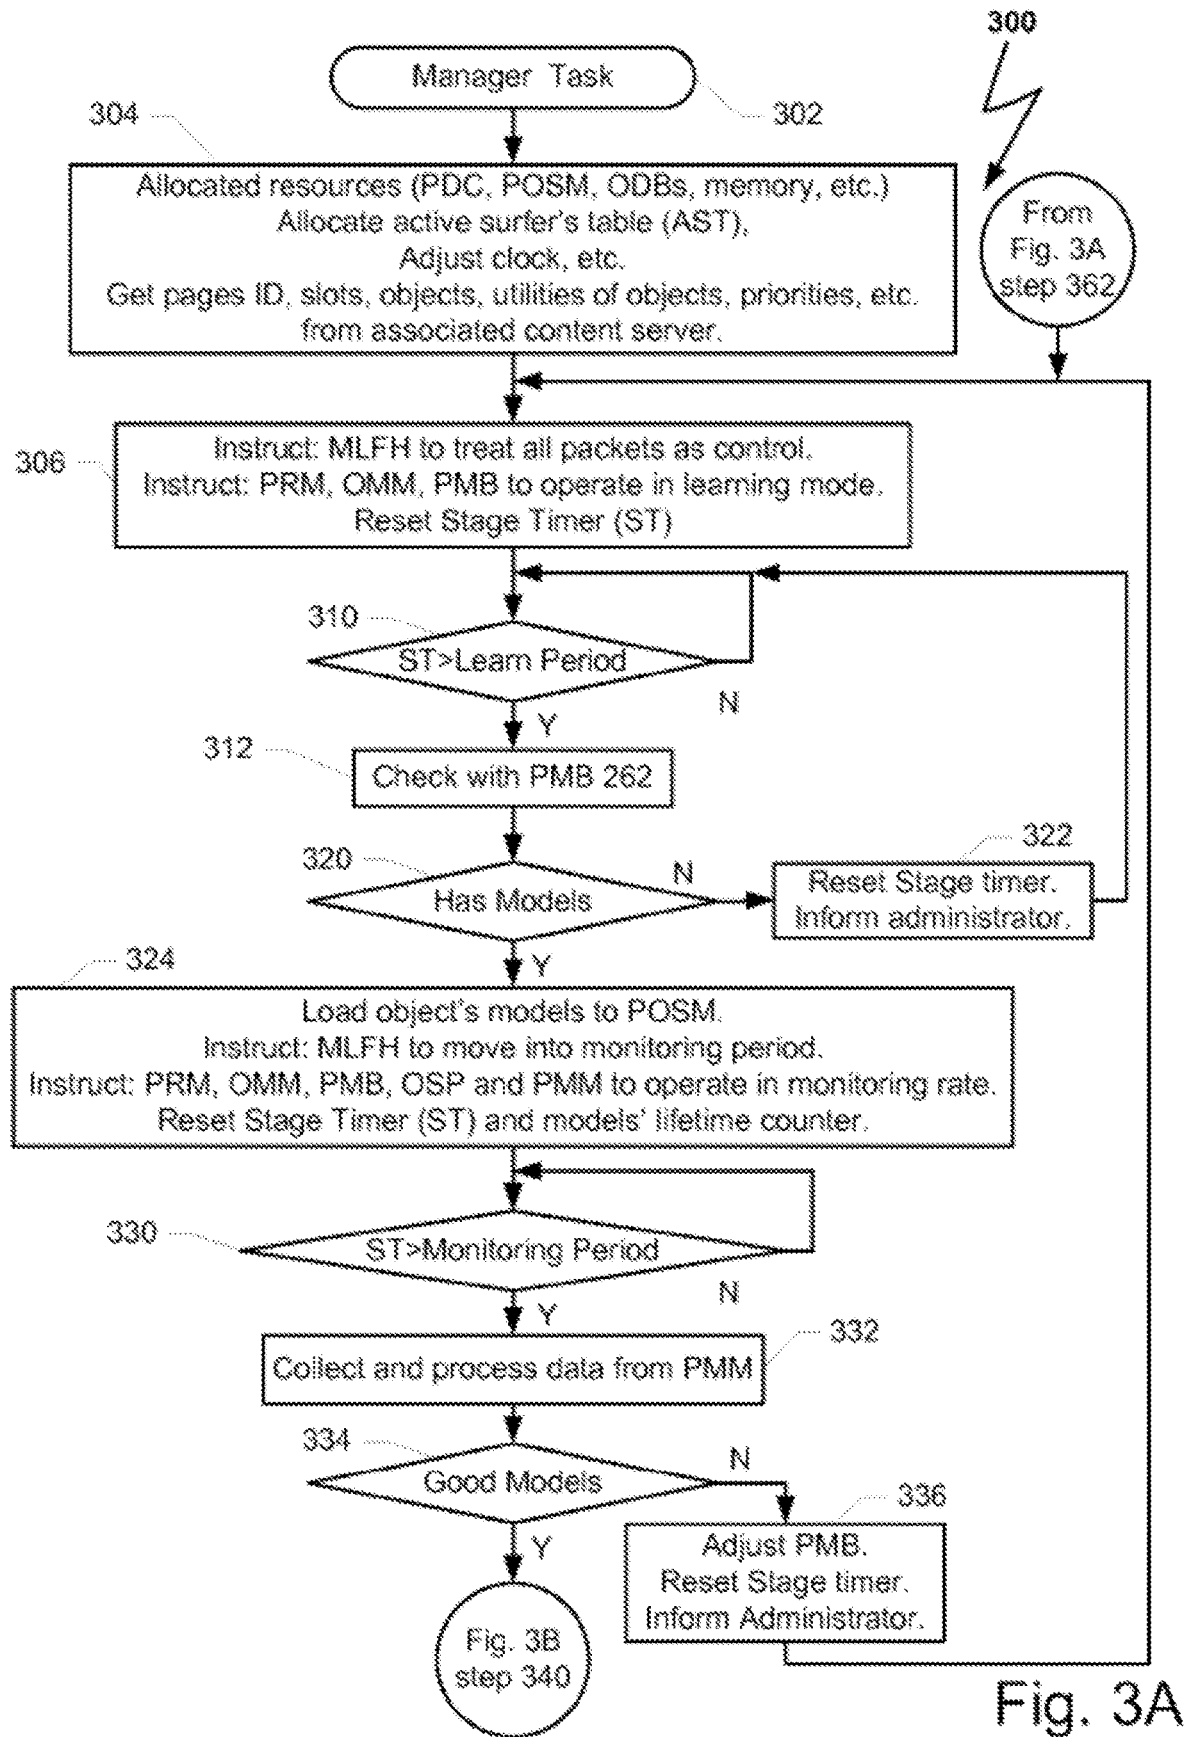 300
Manager Task
302
304
Allocated resources (PDC, POSM, ODBs, memory, etc.)
Allocate active surfer's table (AST),
Adjust clock, etc.
Get pages ID, slots, objects, utilities of objects, priorities, etc.
from associated content server.
From
Fig. 3A
step 362
306
Instruct: MLFH to treat all packets as control.
Instruct: PRM, OMM, PMB to operate in learning mode.
Reset Stage Timer (ST)
310
ST>Learn Period
N
Y
312
Check with PMB 262
320
Has Models
N
322
Reset Stage timer.
Inform administrator.
Y
324
Load object's models to POSM.
Instruct: MLFH to move into monitoring period.
Instruct: PRM, OMM, PMB, OSP and PMM to operate in monitoring rate.
Reset Stage Timer (ST) and models' lifetime counter.
330
ST>Monitoring Period
N
Y
332
Collect and process data from PMM
334
Good Models
N
336
Adjust PMB.
Reset Stage timer.
Inform Administrator.
Y
Fig. 3B
step 340
Fig. 3A